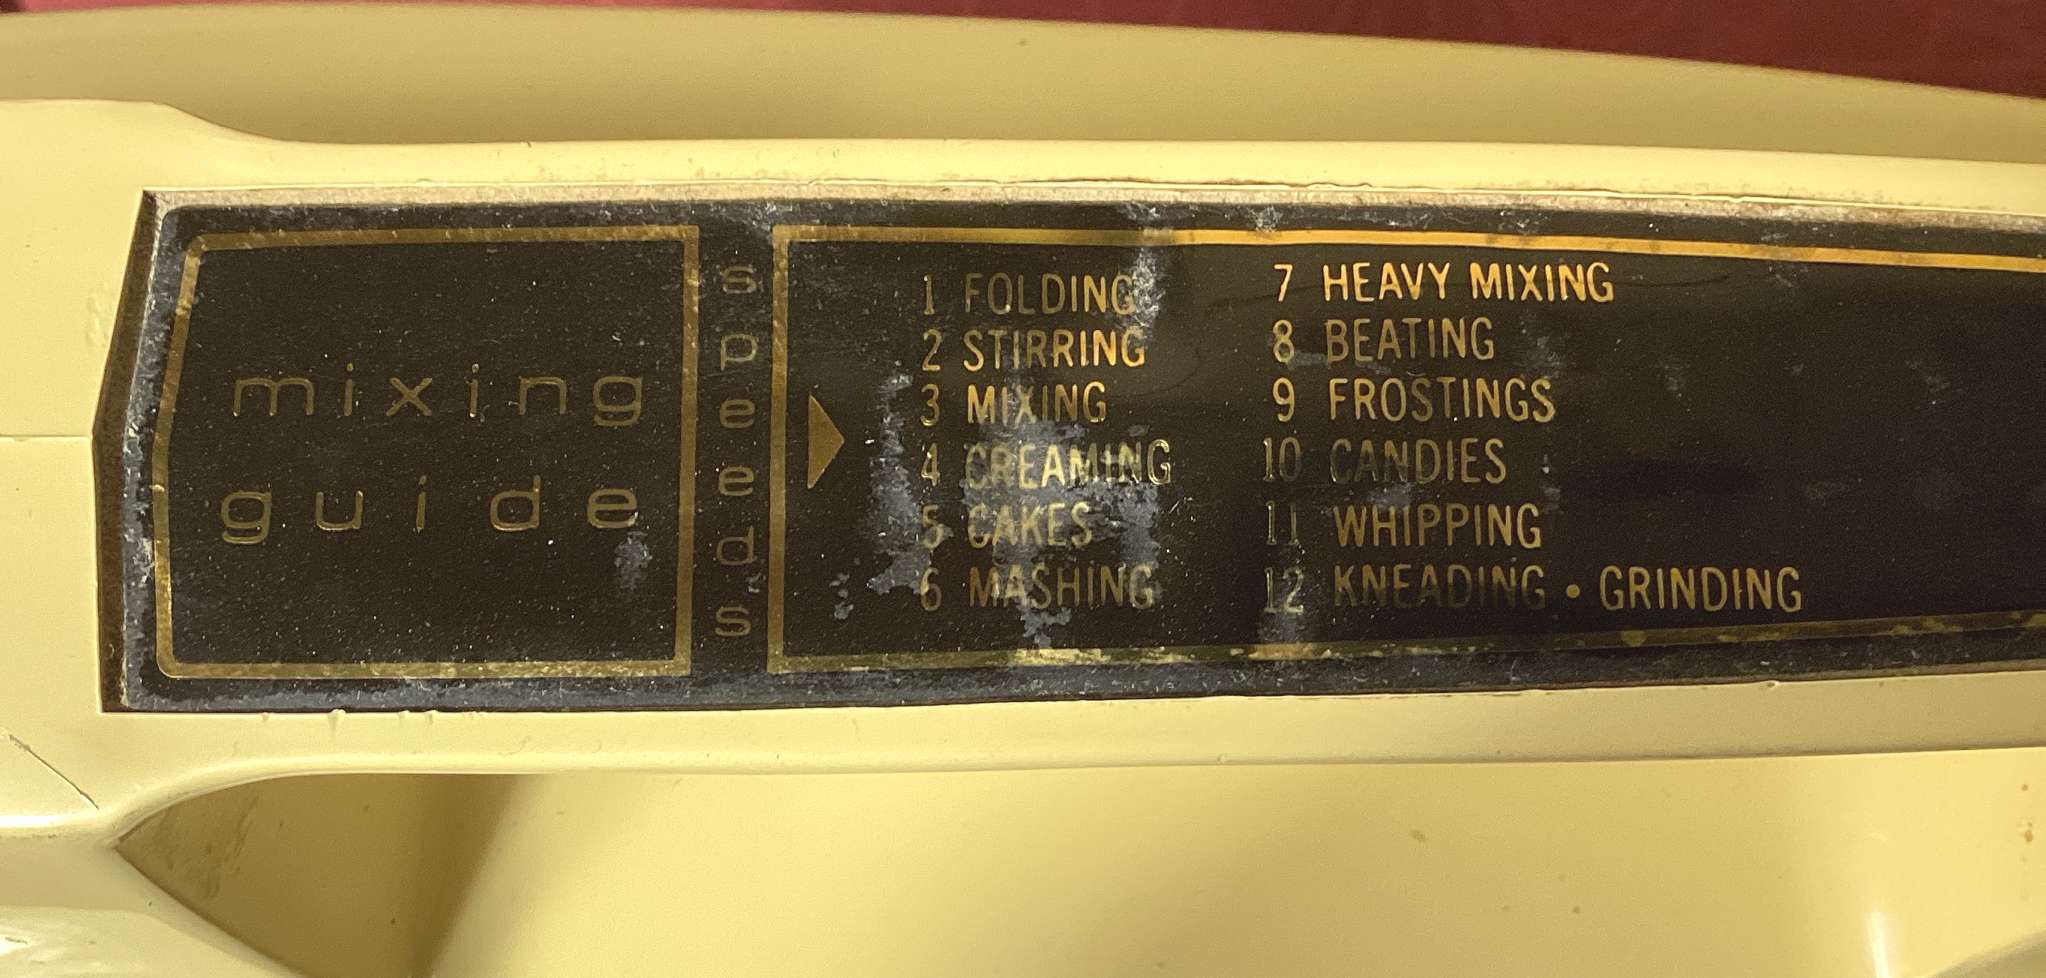 mixing
guide
speeds
1 FOLDING
2 STIRRING
3 MIXING
4 CREAMING
5 CAKES
6 MASHING
7 HEAVY MIXING
8 BEATING
9 FROSTINGS
10 CANDIES
11 WHIPPING
12 KNEADING • GRINDING